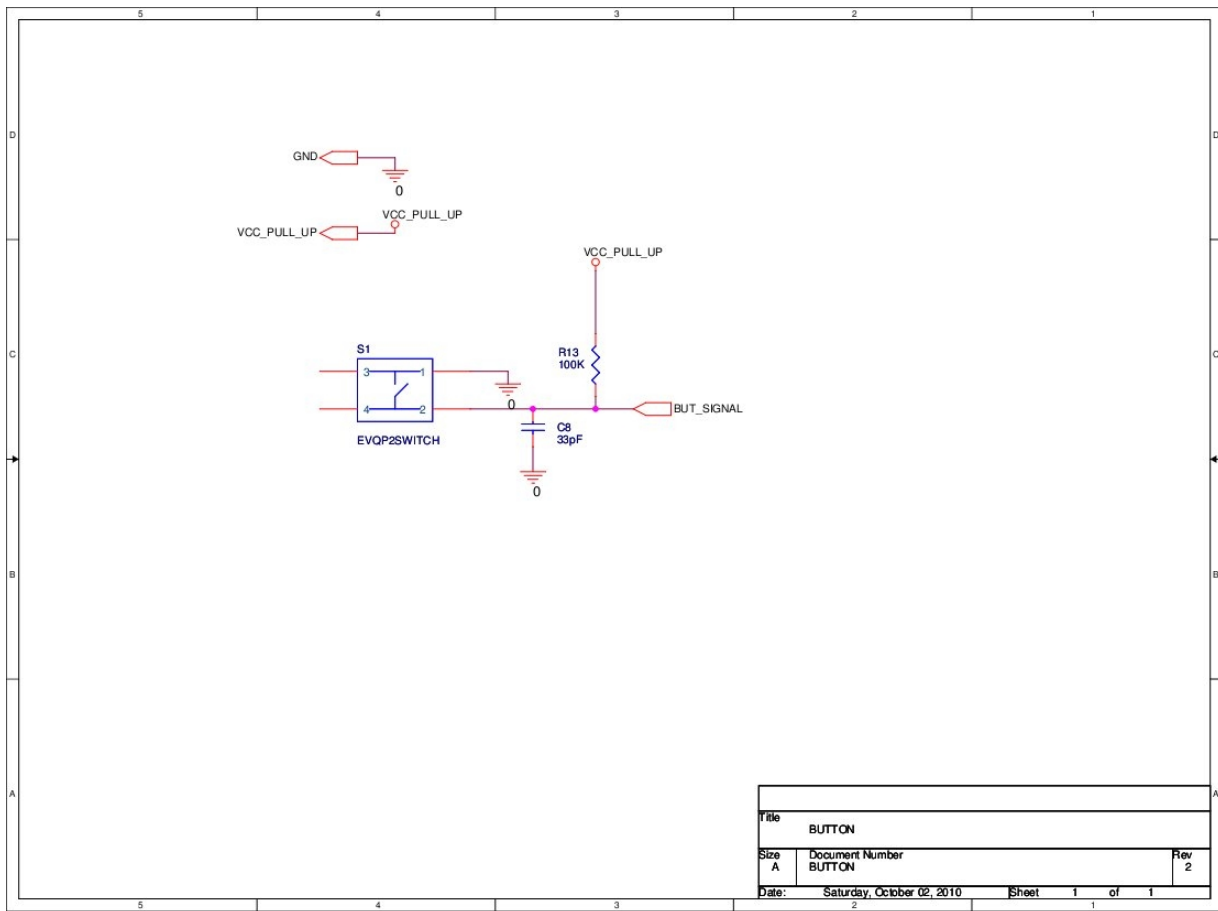 5 4 3 2 1
D D
GND
0
VCC_PULL_UP
VCC_PULL_UP
VCC_PULL_UP
C C
S1
R13
100K
3 1
0
4 2
BUT_SIGNAL
C8
33pF
EVQP2SWITCH
0
B B
A A
Title
BUTTON
Size Document Number Rev
A BUTTON 2
Date: Saturday, October 02, 2010 Sheet 1 of 1
5 4 3 2 1